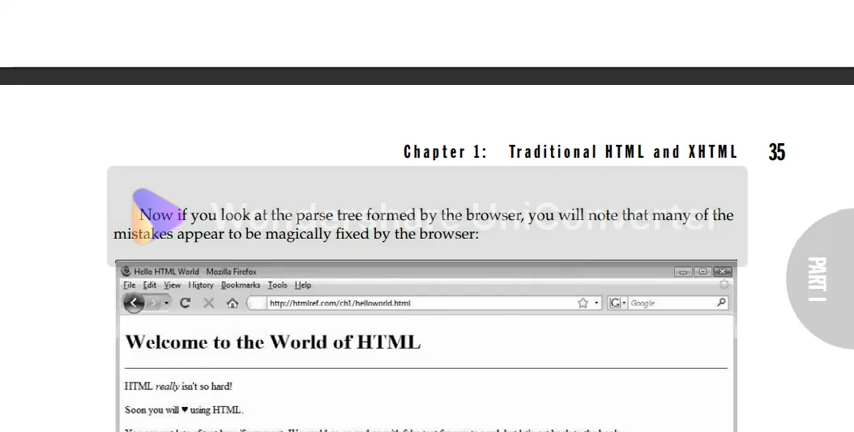 Chapter 1: Traditional HTML and XHTML 35
Wondershare UniConverter
Now if you look at the parse tree formed by the browser, you will note that many of the
mistakes appear to be magically fixed by the browser:
PART I
Hello HTML World Mozilla Firefox
File Edit View History Bookmarks Tools Help
http://htmlref.com/ch1/helloworld.html
G Google
Welcome to the World of HTML
HTML really isn't so hard!
Soon you will ♥ using HTML.